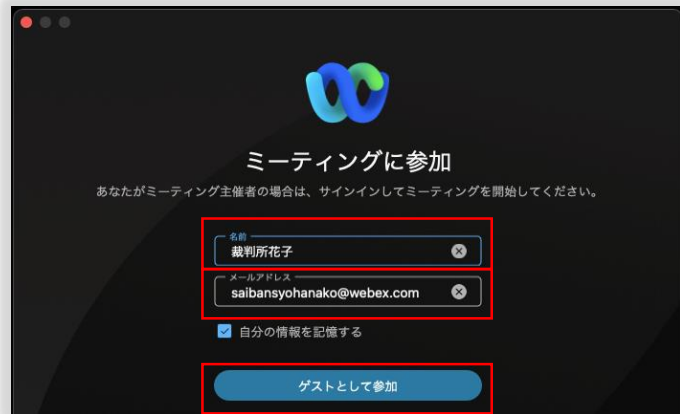 ミーティングに参加
あなたがミーティング主催者の場合は、サインインしてミーティングを開始してください。
名前
裁判所花子
メールアドレス
saibansyohanako@webex.com
自分の情報を記憶する
ゲストとして参加